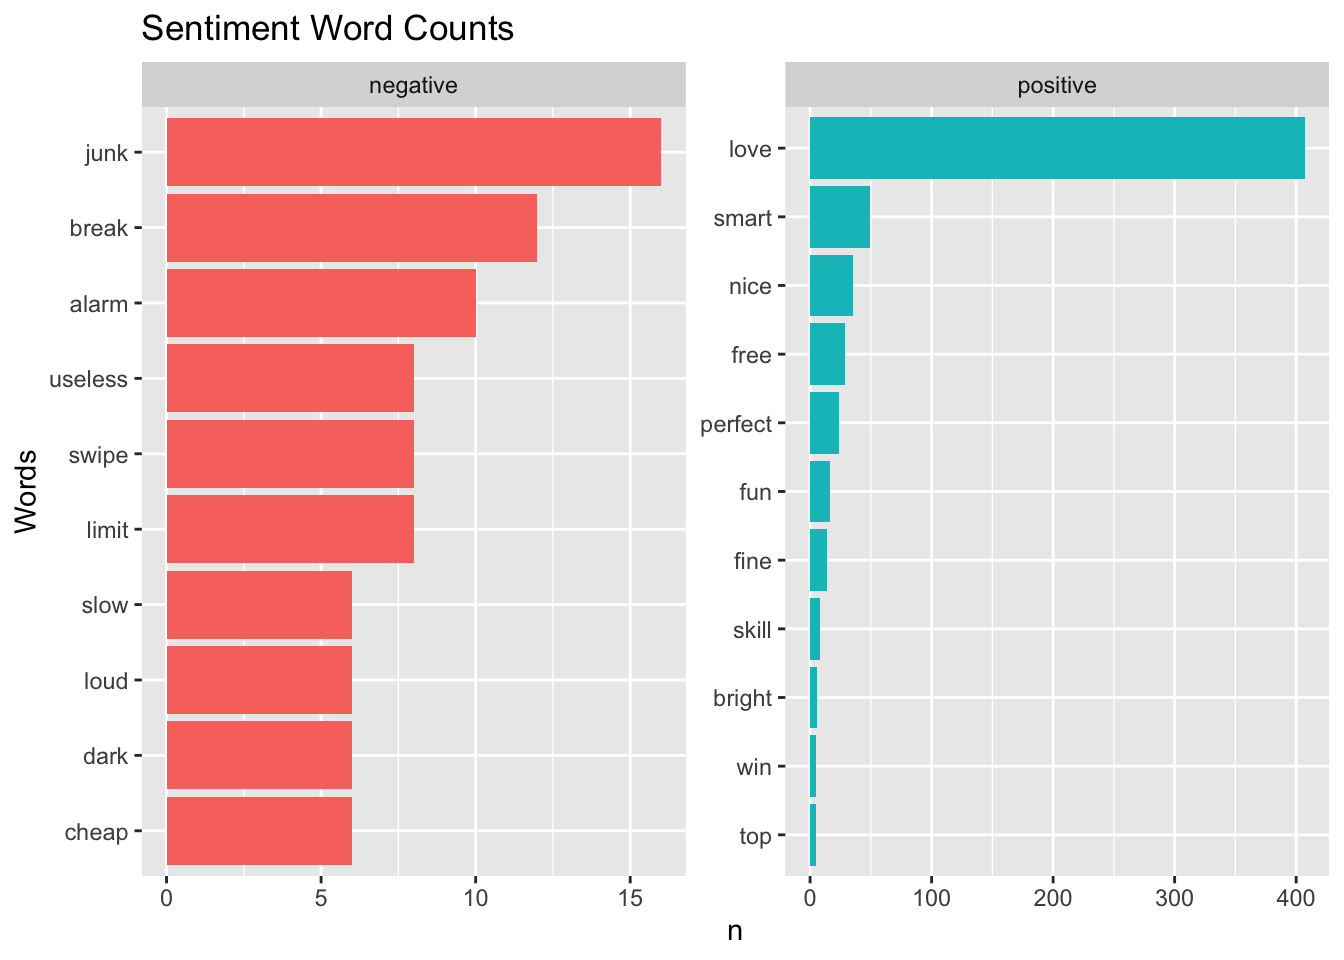 Sentiment Word Counts
negative
positive
Words
junk
break
alarm
useless
swipe
limit
slow
loud
dark
cheap
0 5 10 15
love
smart
nice
free
perfect
fun
fine
skill
bright
win
top
0 100 200 300 400
n